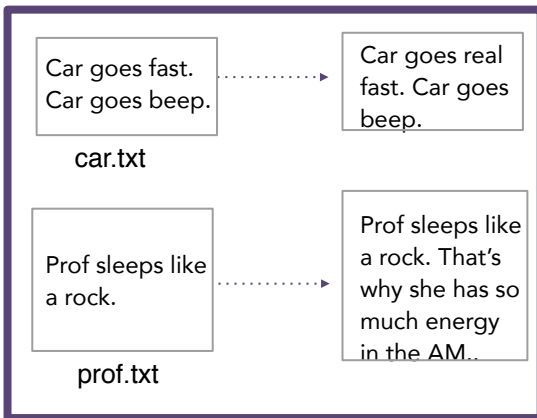 Car goes fast.
Car goes beep.
car.txt
Car goes real
fast. Car goes
beep.
Prof sleeps like
a rock.
prof.txt
Prof sleeps like
a rock. That's
why she has so
much energy
in the AM..